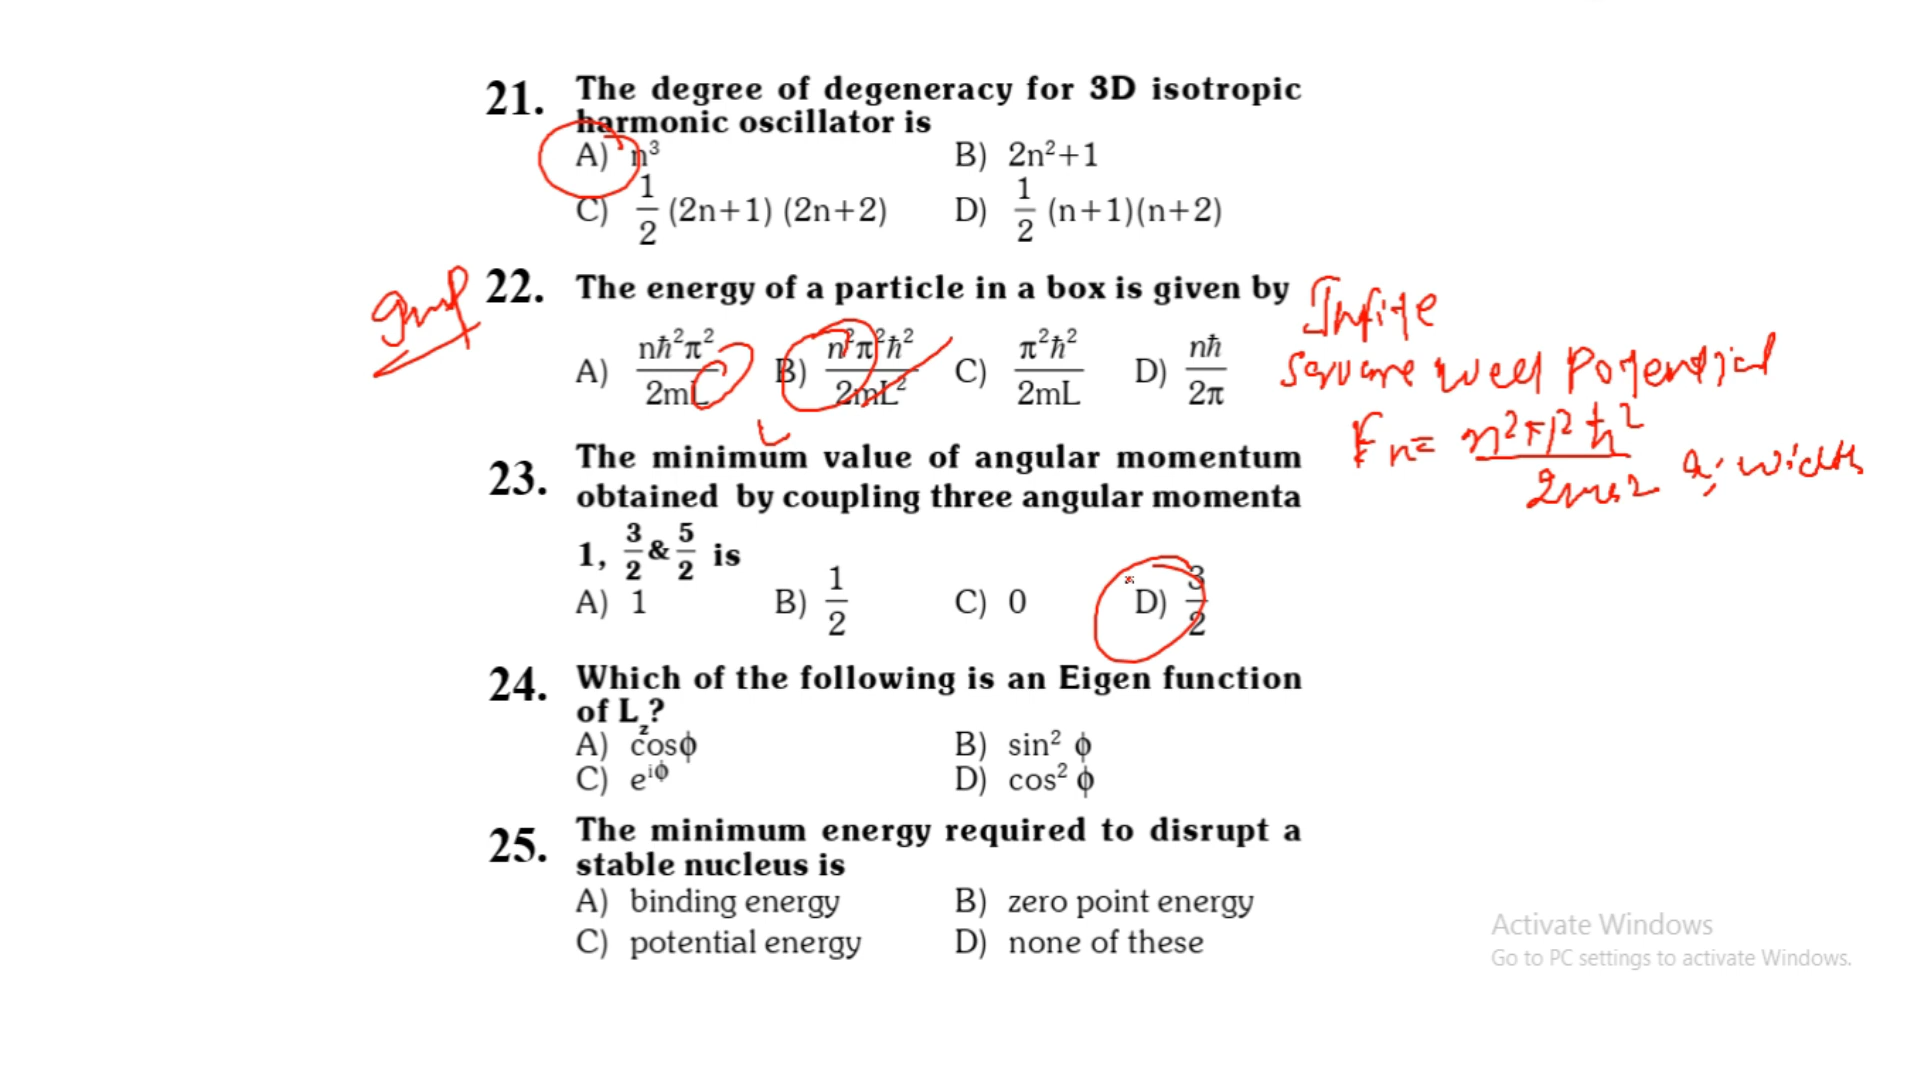 21. The degree of degeneracy for 3D isotropic
harmonic oscillator is
A) n³ B) 2n²+1
C) 1/2 (2n+1) (2n+2) D) 1/2 (n+1)(n+2)
22. The energy of a particle in a box is given by
A) nħ²π²/2mL B) n²π²ħ²/2mL² C) π²ħ²/2mL D) nħ/2π
Infite
Square well Potential
En = n²π²ħ²/2ma² a; width
23. The minimum value of angular momentum
obtained by coupling three angular momenta
1, 3/2 & 5/2 is
A) 1 B) 1/2 C) 0 D) 3/2
24. Which of the following is an Eigen function
of Lz?
A) cosϕ B) sin² ϕ
C) e^iϕ D) cos² ϕ
25. The minimum energy required to disrupt a
stable nucleus is
A) binding energy B) zero point energy
C) potential energy D) none of these
Activate Windows
Go to PC settings to activate Windows.